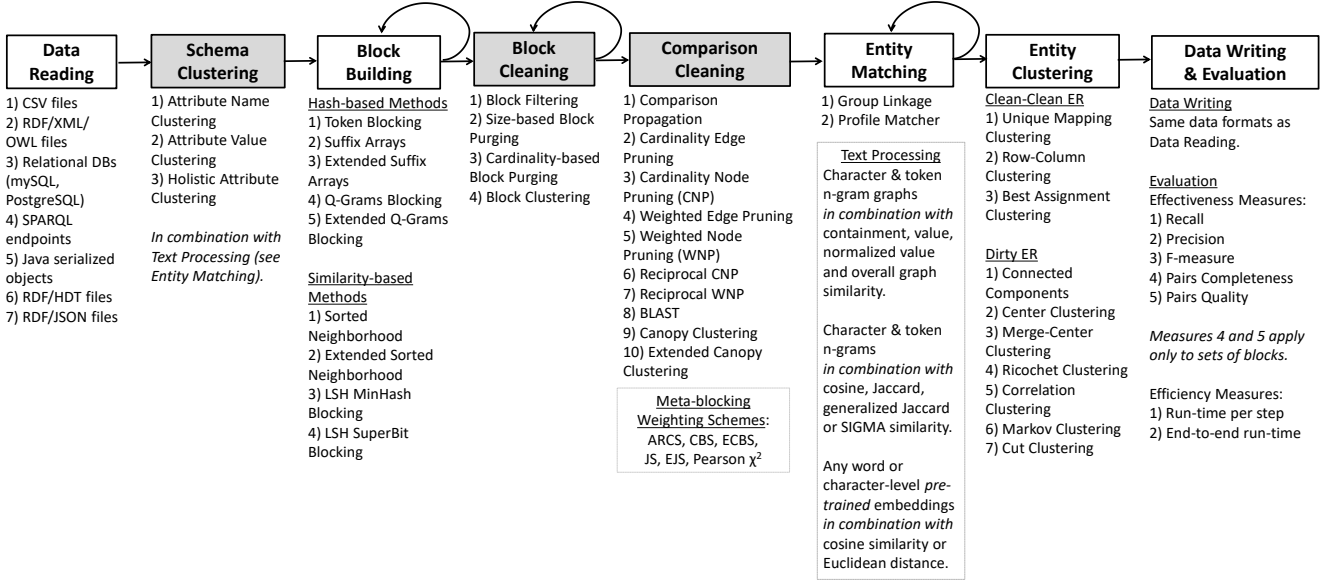 Data
Reading
1) CSV files
2) RDF/XML/
OWL files
3) Relational DBs
(mySQL,
PostgreSQL)
4) SPARQL
endpoints
5) Java serialized
objects
6) RDF/HDT files
7) RDF/JSON files
Schema
Clustering
1) Attribute Name
Clustering
2) Attribute Value
Clustering
3) Holistic Attribute
Clustering
In combination with
Text Processing (see
Entity Matching).
Block
Building
Hash-based Methods
1) Token Blocking
2) Suffix Arrays
3) Extended Suffix
Arrays
4) Q-Grams Blocking
5) Extended Q-Grams
Blocking
Similarity-based
Methods
1) Sorted
Neighborhood
2) Extended Sorted
Neighborhood
3) LSH MinHash
Blocking
4) LSH SuperBit
Blocking
Block
Cleaning
1) Block Filtering
2) Size-based Block
Purging
3) Cardinality-based
Block Purging
4) Block Clustering
Comparison
Cleaning
1) Comparison
Propagation
2) Cardinality Edge
Pruning
3) Cardinality Node
Pruning (CNP)
4) Weighted Edge Pruning
5) Weighted Node
Pruning (WNP)
6) Reciprocal CNP
7) Reciprocal WNP
8) BLAST
9) Canopy Clustering
10) Extended Canopy
Clustering
Meta-blocking
Weighting Schemes:
ARCS, CBS, ECBS,
JS, EJS, Pearson χ²
Entity
Matching
1) Group Linkage
2) Profile Matcher
Text Processing
Character & token
n-gram graphs
in combination with
containment, value,
normalized value
and overall graph
similarity.
Character & token
n-grams
in combination with
cosine, Jaccard,
generalized Jaccard
or SIGMA similarity.
Any word or
character-level pre-
trained embeddings
in combination with
cosine similarity or
Euclidean distance.
Entity
Clustering
Clean-Clean ER
1) Unique Mapping
Clustering
2) Row-Column
Clustering
3) Best Assignment
Clustering
Dirty ER
1) Connected
Components
2) Center Clustering
3) Merge-Center
Clustering
4) Ricochet Clustering
5) Correlation
Clustering
6) Markov Clustering
7) Cut Clustering
Data Writing
& Evaluation
Data Writing
Same data formats as
Data Reading.
Evaluation
Effectiveness Measures:
1) Recall
2) Precision
3) F-measure
4) Pairs Completeness
5) Pairs Quality
Measures 4 and 5 apply
only to sets of blocks.
Efficiency Measures:
1) Run-time per step
2) End-to-end run-time